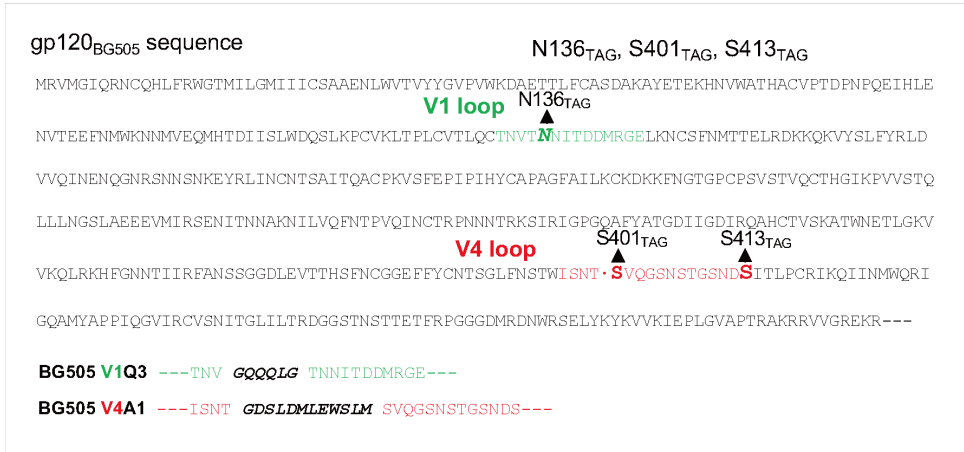 gp120BG505 sequence
N136TAG, S401TAG, S413TAG
MRVMGIQRNCQHLFRWGTMILGMIIICSAAENLWVTVYYGVPVWKDAETTLFCASDAKAYETEKHNVWATHACVPTDPNPQEIHLE
V1 loop
N136TAG
NVTEEFNMWKNNMVEQMHTDIISLWDQSLKPCVKLTPLCVTLQCTNVTNNITDDMRGELKNCSFNMTTELRDKKQKVYSLFYRLD
VVQINENQGNRSNNSNKEYRLINCNTSAITQACPKVSFEPIPIHYCAPAGFAILKCKDKKFNGTGPCPSVSTVQCTHGIKPVVSTQ
LLLNGSLAEEEVMIRSENITNNAKNILVQFNTPVQINCTRPNNNTRKSIRIGPGQAFYATGDIIGDIRQAHCTVSKATWNETLGKV
V4 loop
S401TAG
S413TAG
VKQLRKHFGNNTIIRFANSSGGDLEVTTHSFNCGGEFFYCNTSGLFNSTWISNT·SVQGSNSTGSNDSITLPCRIKQIINMWQRI
GQAMYAPPIQGVIRCVSNITGLILTRDGGSTNSTTETFRPGGGDMRDNWRSELYKYKVVKIEPLGVAPTRAKRRVVGREKR---
BG505 V1Q3 ---TNV GQQQLG TNNITDDMRGE---
BG505 V4A1 ---ISNT GDSLDMLEWSLM SVQGSNSTGSNDS---